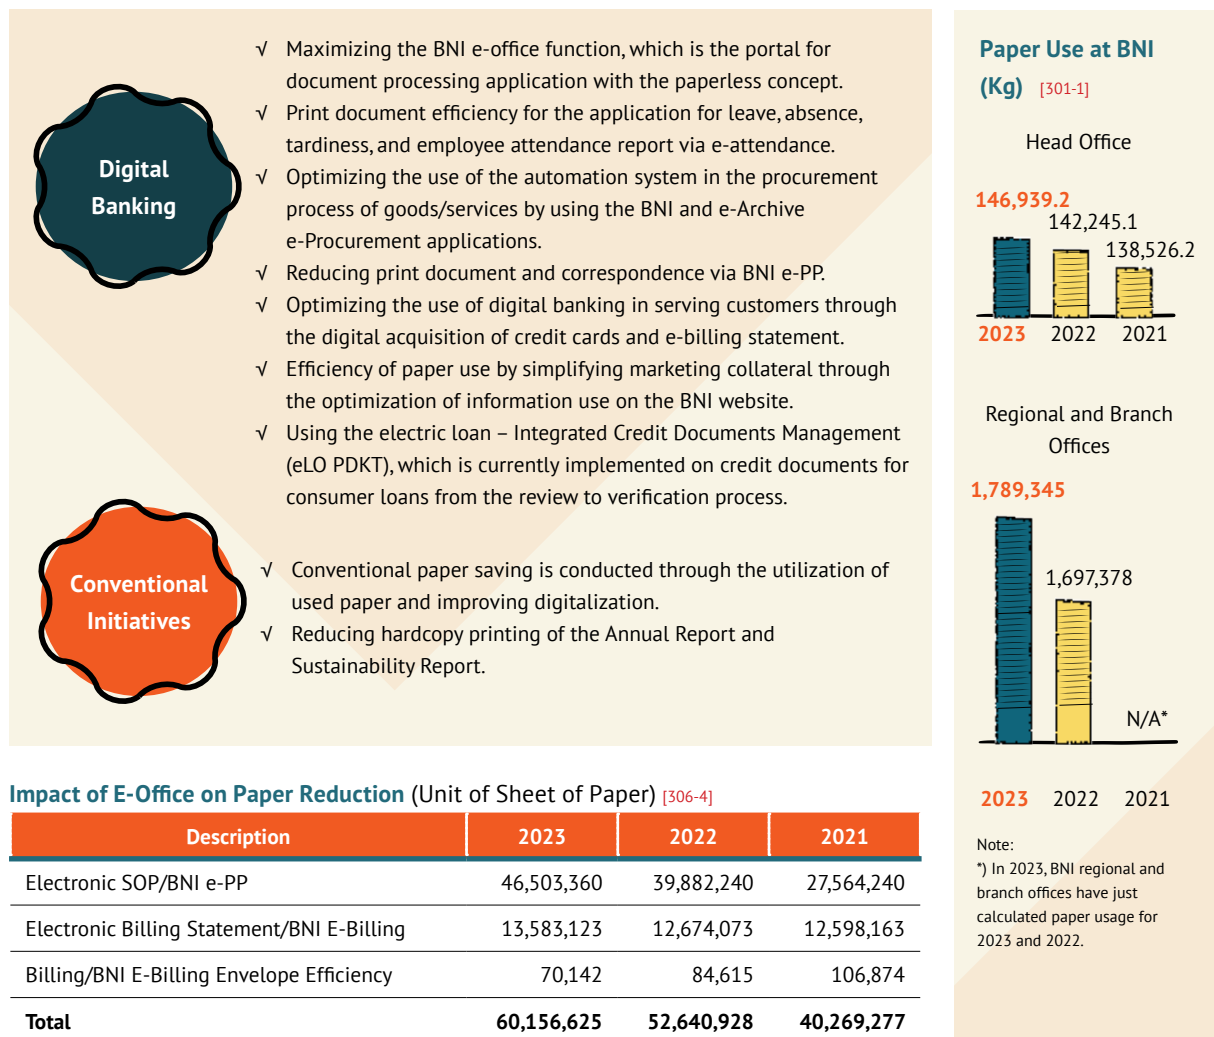 Digital
Banking
√ Maximizing the BNI e-office function, which is the portal for
document processing application with the paperless concept.
√ Print document efficiency for the application for leave, absence,
tardiness, and employee attendance report via e-attendance.
√ Optimizing the use of the automation system in the procurement
process of goods/services by using the BNI and e-Archive
e-Procurement applications.
√ Reducing print document and correspondence via BNI e-PP.
√ Optimizing the use of digital banking in serving customers through
the digital acquisition of credit cards and e-billing statement.
√ Efficiency of paper use by simplifying marketing collateral through
the optimization of information use on the BNI website.
√ Using the electric loan – Integrated Credit Documents Management
(eLO PDKT), which is currently implemented on credit documents for
consumer loans from the review to verification process.
Conventional
Initiatives
√ Conventional paper saving is conducted through the utilization of
used paper and improving digitalization.
√ Reducing hardcopy printing of the Annual Report and
Sustainability Report.
Impact of E-Office on Paper Reduction (Unit of Sheet of Paper) [306-4]
Description 2023 2022 2021
Electronic SOP/BNI e-PP 46,503,360 39,882,240 27,564,240
Electronic Billing Statement/BNI E-Billing 13,583,123 12,674,073 12,598,163
Billing/BNI E-Billing Envelope Efficiency 70,142 84,615 106,874
Total 60,156,625 52,640,928 40,269,277
Paper Use at BNI
(Kg) [301-1]
Head Office
146,939.2
142,245.1
138,526.2
2023 2022 2021
Regional and Branch
Offices
1,789,345
1,697,378
N/A*
2023 2022 2021
Note:
*) In 2023, BNI regional and
branch offices have just
calculated paper usage for
2023 and 2022.